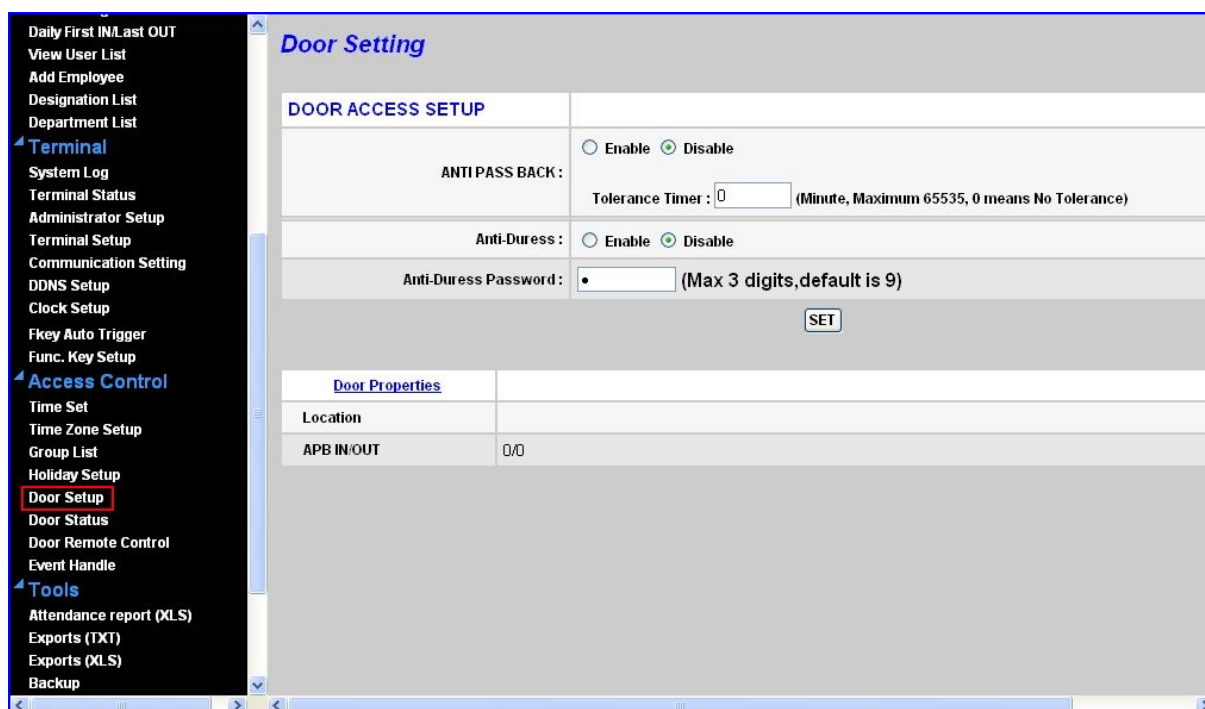 Daily First IN/Last OUT
View User List
Add Employee
Designation List
Department List
Terminal
System Log
Terminal Status
Administrator Setup
Terminal Setup
Communication Setting
DDNS Setup
Clock Setup
Fkey Auto Trigger
Func. Key Setup
Access Control
Time Set
Time Zone Setup
Group List
Holiday Setup
Door Setup
Door Status
Door Remote Control
Event Handle
Tools
Attendance report (XLS)
Exports (TXT)
Exports (XLS)
Backup
Door Setting
DOOR ACCESS SETUP
ANTI PASS BACK :
Enable Disable
Tolerance Timer : 0 (Minute, Maximum 65535, 0 means No Tolerance)
Anti-Duress : Enable Disable
Anti-Duress Password : • (Max 3 digits,default is 9)
SET
Door Properties
Location
APB IN/OUT 0/0